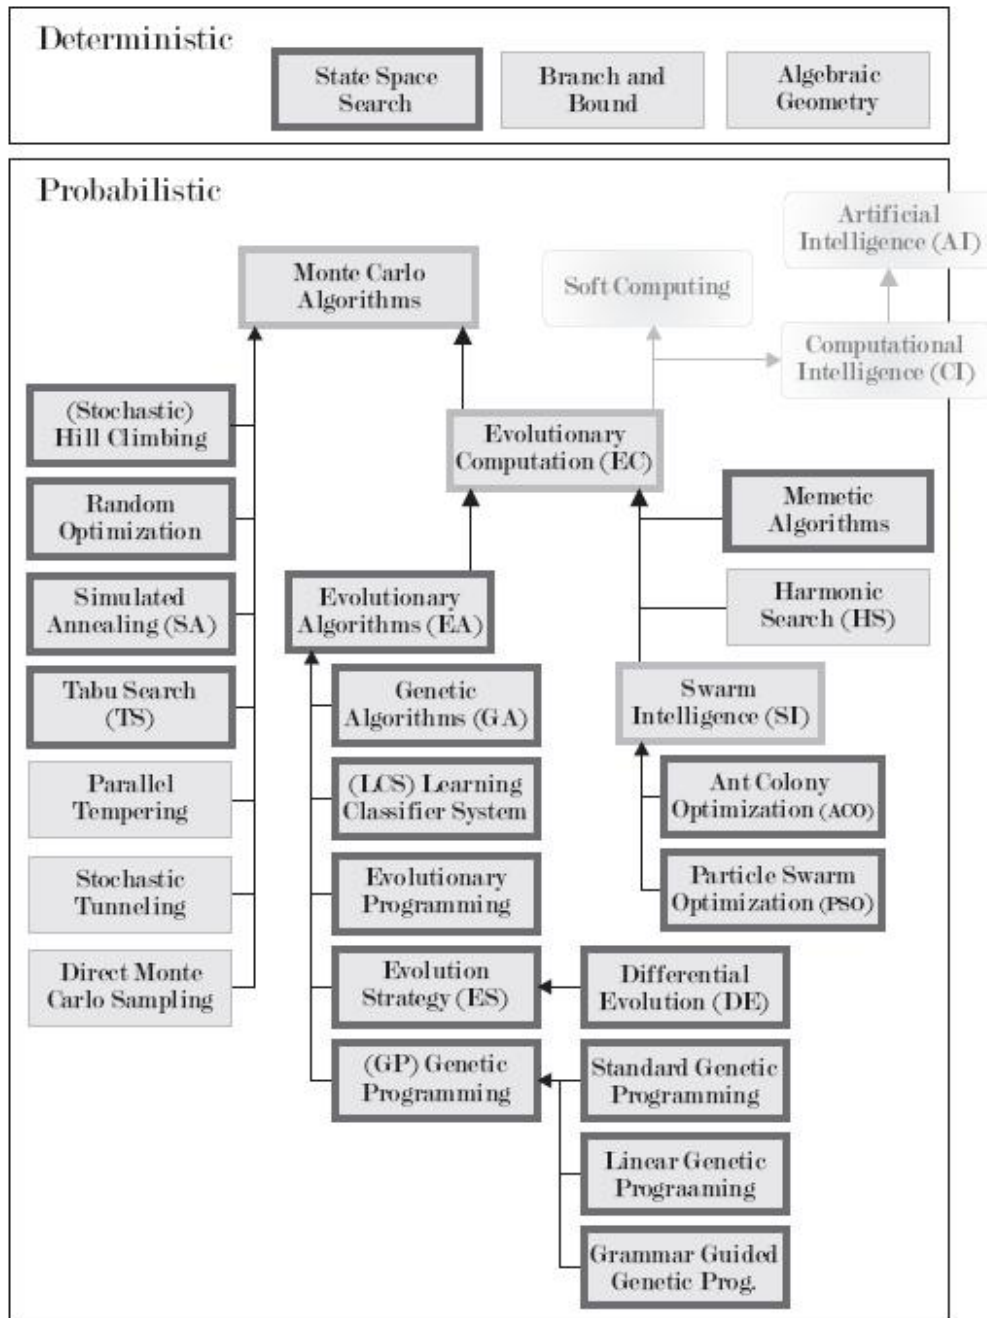 Deterministic
State Space
Search
Branch and
Bound
Algebraic
Geometry
Probabilistic
Artificial
Intelligence (AI)
Monte Carlo
Algorithms
Soft Computing
Computational
Intelligence (CI)
(Stochastic)
Hill Climbing
Evolutionary
Computation (EC)
Random
Optimization
Memetic
Algorithms
Simulated
Annealing (SA)
Evolutionary
Algorithms (EA)
Harmonic
Search (HS)
Tabu Search
(TS)
Genetic
Algorithms (GA)
Swarm
Intelligence (SI)
Parallel
Tempering
(LCS) Learning
Classifier System
Ant Colony
Optimization (ACO)
Stochastic
Tunneling
Evolutionary
Programming
Particle Swarm
Optimization (PSO)
Direct Monte
Carlo Sampling
Evolution
Strategy (ES)
Differential
Evolution (DE)
(GP) Genetic
Programming
Standard Genetic
Programming
Linear Genetic
Prograaming
Grammar Guided
Genetic Prog.